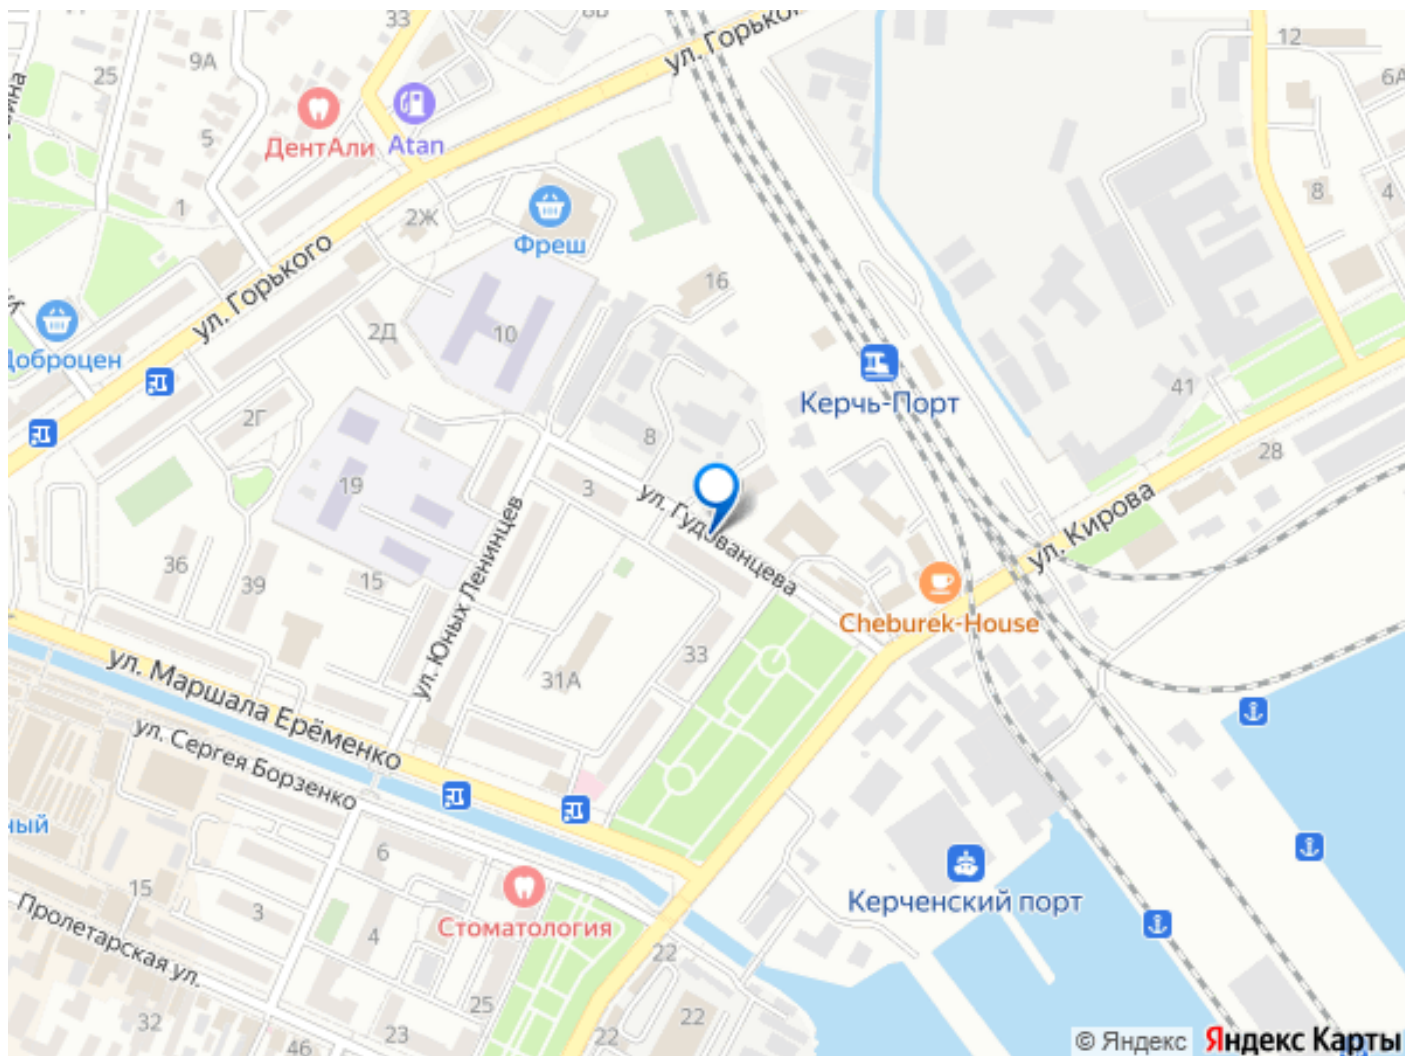 33
9А
25
12
6А
ул. Горького
5
ДентАли
Atan
1
2Ж
Фреш
8
4
16
ул. Горького
2Д
10
Доброцен
Керчь-Порт
41
2Г
8
28
19
3
ул. Гудованцева
ул. Кирова
ул. Юных Ленинцев
36
39
15
Cheburek-House
33
31А
ул. Маршала Ерёменко
ул. Сергея Борзенко
6
Керченский порт
15
3
4
Стоматология
Пролетарская ул.
22
25
32
23
46
22
22
© Яндекс Яндекс Карты